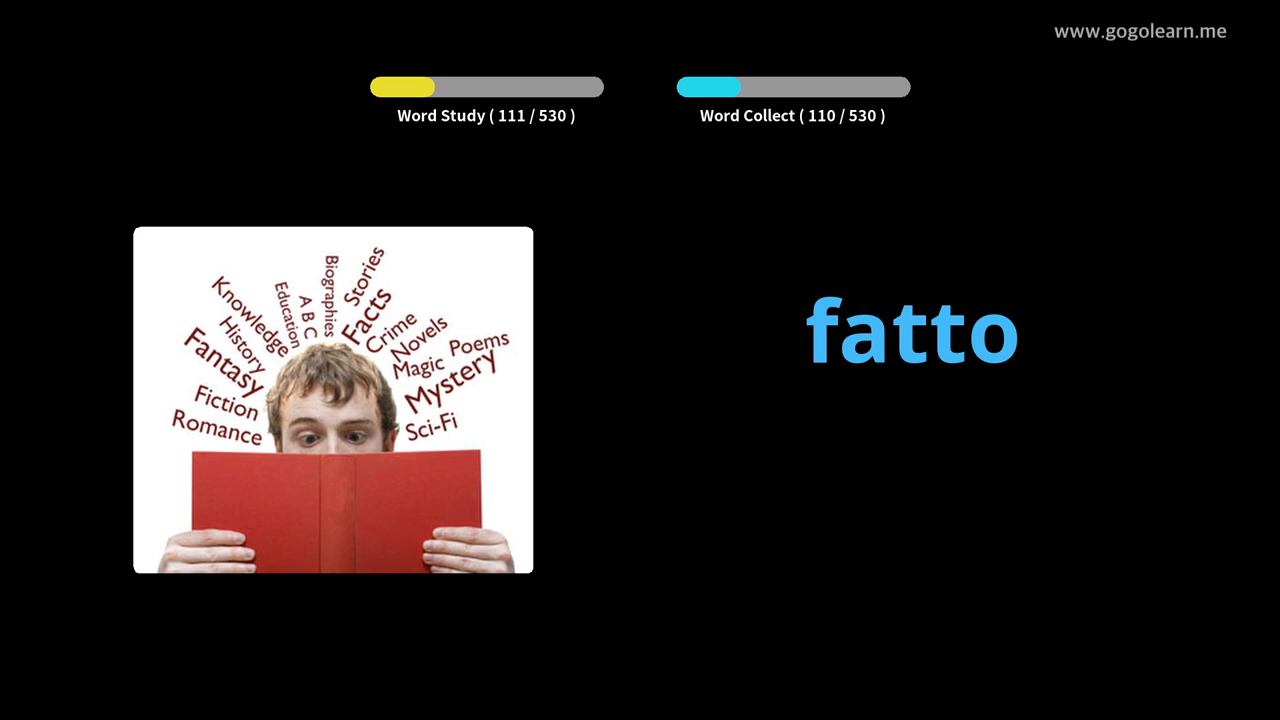 www.gogolearn.me
Word Study ( 111 / 530 )
Word Collect ( 110 / 530 )
fatto
Romance
Fiction
Fantasy
History
Knowledge
Education
A B C
Biographies
Stories
Facts
Crime
Novels
Magic
Poems
Mystery
Sci-Fi